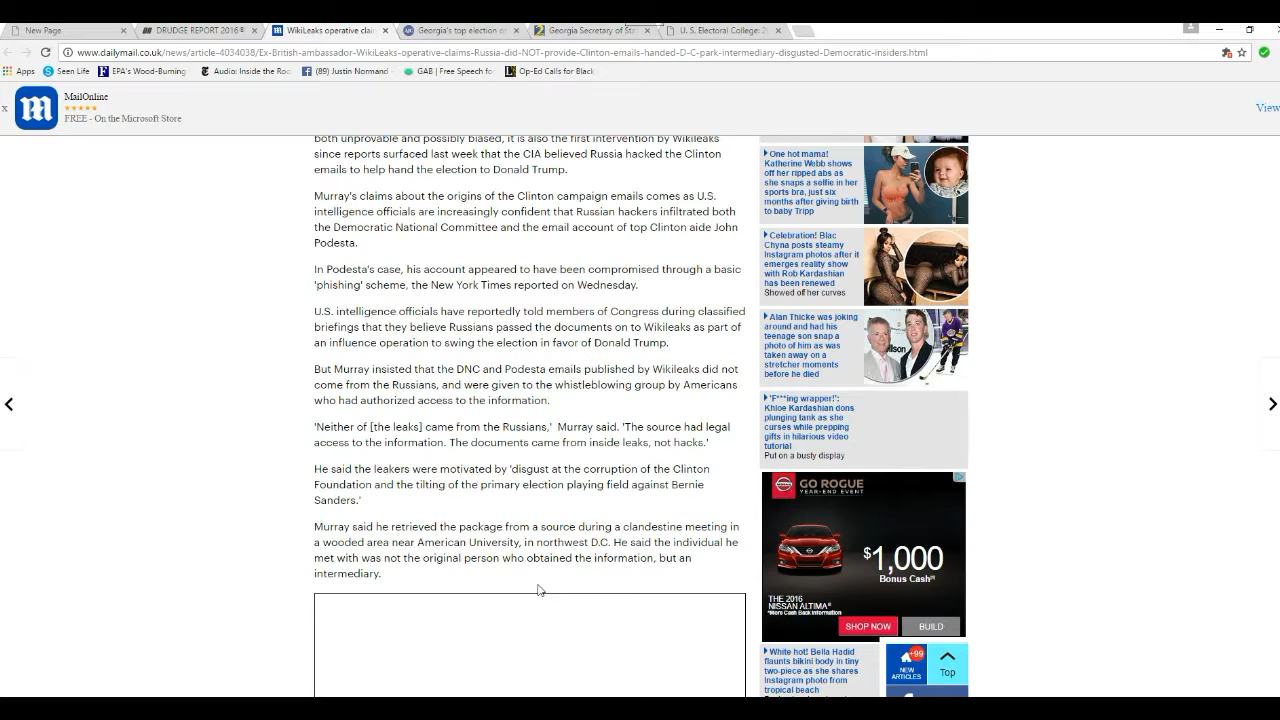 New Page
DRUDGE REPORT 2016®
WikiLeaks operative clai
Georgia's top election o
Georgia Secretary of Sta
U. S. Electoral College: 2
www.dailymail.co.uk/news/article-4034038/Ex-British-ambassador-WikiLeaks-operative-claims-Russia-did-NOT-provide-Clinton-emails-handed-D-C-park-intermediary-disgusted-Democratic-insiders.html
Apps
Seen Life
EPA's Wood-Burning
Audio: Inside the Roo
(89) Justin Normand
GAB | Free Speech fo
Op-Ed Calls for Black
x
MailOnline
FREE - On the Microsoft Store
View
both unprovable and possibly biased, it is also the first intervention by Wikileaks
since reports surfaced last week that the CIA believed Russia hacked the Clinton
emails to help hand the election to Donald Trump.
Murray's claims about the origins of the Clinton campaign emails comes as U.S.
intelligence officials are increasingly confident that Russian hackers infiltrated both
the Democratic National Committee and the email account of top Clinton aide John
Podesta.
In Podesta's case, his account appeared to have been compromised through a basic
'phishing' scheme, the New York Times reported on Wednesday.
U.S. intelligence officials have reportedly told members of Congress during classified
briefings that they believe Russians passed the documents on to Wikileaks as part of
an influence operation to swing the election in favor of Donald Trump.
But Murray insisted that the DNC and Podesta emails published by Wikileaks did not
come from the Russians, and were given to the whistleblowing group by Americans
who had authorized access to the information.
'Neither of [the leaks] came from the Russians,' Murray said. 'The source had legal
access to the information. The documents came from inside leaks, not hacks.'
He said the leakers were motivated by 'disgust at the corruption of the Clinton
Foundation and the tilting of the primary election playing field against Bernie
Sanders.'
Murray said he retrieved the package from a source during a clandestine meeting in
a wooded area near American University, in northwest D.C. He said the individual he
met with was not the original person who obtained the information, but an
intermediary.
One hot mama!
Katherine Webb shows
off her ripped abs as
she snaps a selfie in her
sports bra, just six
months after giving birth
to baby Tripp
Celebration! Blac
Chyna posts steamy
Instagram photos after it
emerges reality show
with Rob Kardashian
has been renewed
Showed off her curves
Alan Thicke was joking
around and had his
teenage son snap a
photo of him as was
taken away on a
stretcher moments
before he died
'F***ing wrapper!':
Khloe Kardashian dons
plunging tank as she
curses while prepping
gifts in hilarious video
tutorial
Put on a busty display
NISSAN
GO ROGUE
YEAR-END EVENT
$1,000
Bonus Cash
THE 2016
NISSAN ALTIMA®
*More Cash Back Information
SHOP NOW
BUILD
White hot! Bella Hadid
flaunts bikini body in tiny
two-piece as she shares
Instagram photo from
tropical beach
+99
NEW
ARTICLES
Top